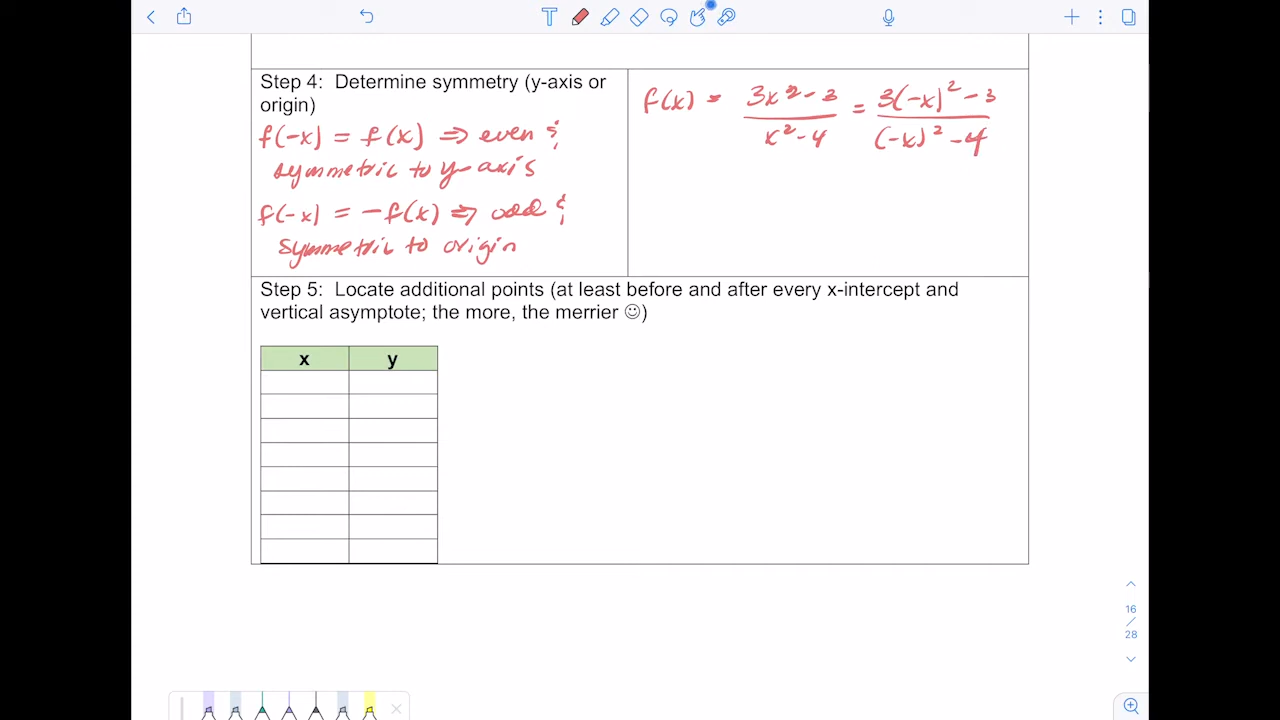 Step 4: Determine symmetry (y-axis or
origin)
f(-x) = f(x) ⇒ even &
symmetric to y-axis
f(-x) = -f(x) ⇒ odd &
symmetric to origin
f(x) = (3x² - 3)/(x² - 4) = (3(-x)² - 3)/((-x)² - 4)
Step 5: Locate additional points (at least before and after every x-intercept and
vertical asymptote; the more, the merrier ☺)
x y
16
/
28